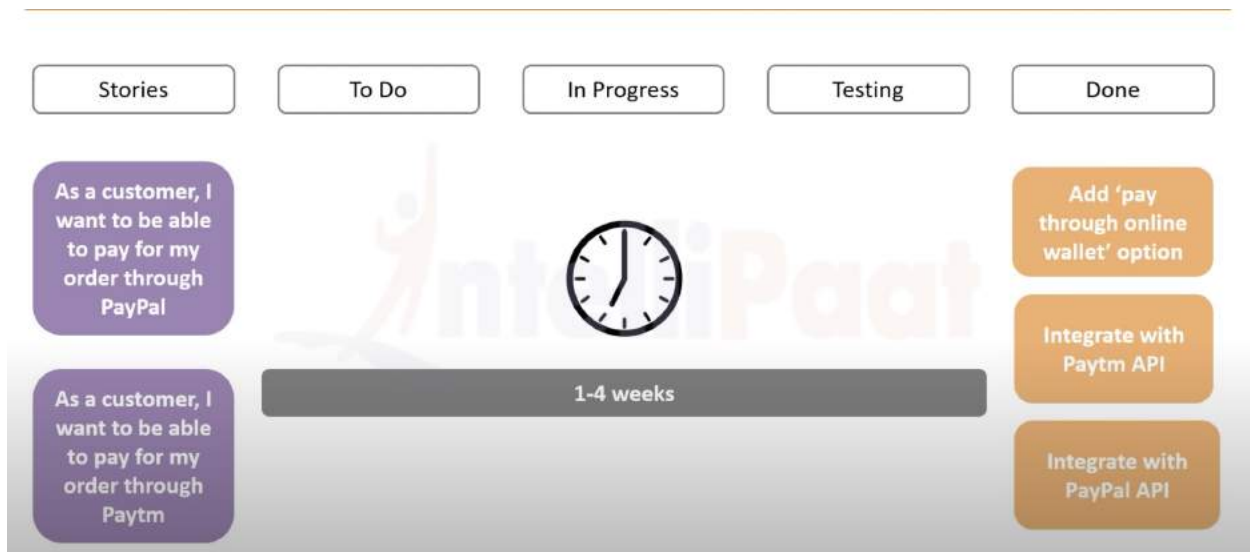 Stories
To Do
In Progress
Testing
Done
As a customer, I
want to be able
to pay for my
order through
PayPal
As a customer, I
want to be able
to pay for my
order through
Paytm
IntelliPaat
1-4 weeks
Add ‘pay
through online
wallet’ option
Integrate with
Paytm API
Integrate with
PayPal API